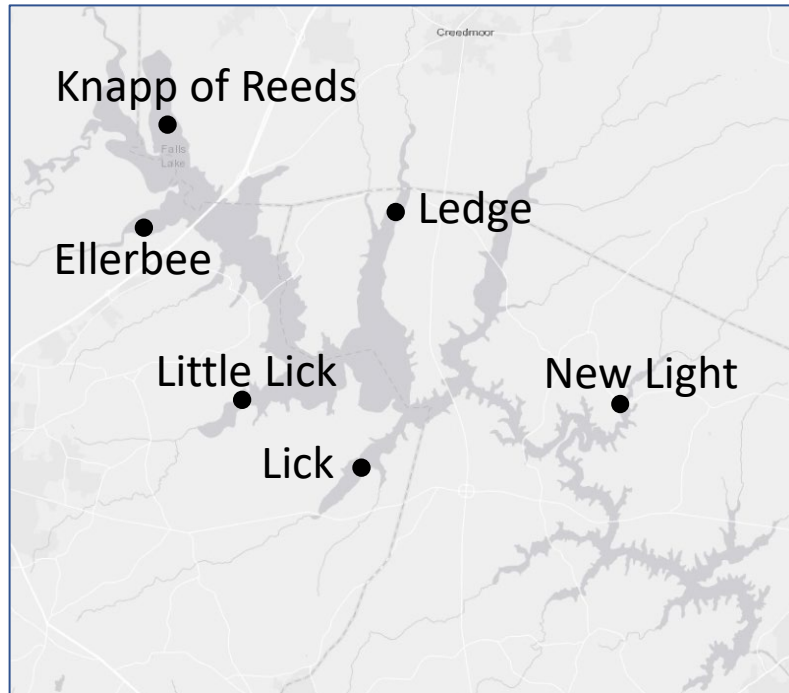 Creedmoor
Knapp of Reeds
Falls
Lake
Ledge
Ellerbee
Little Lick
New Light
Lick